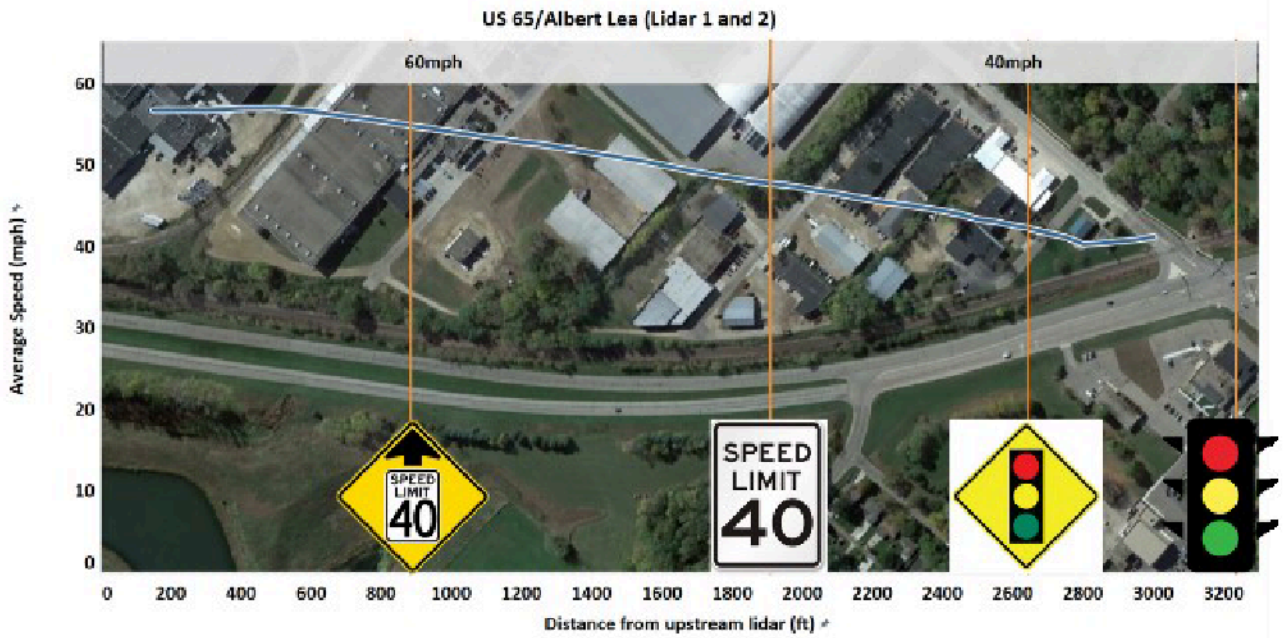 US 65/Albert Lea (Lidar 1 and 2)
60mph
40mph
60
50
40
30
20
10
0
Average Speed (mph)
SPEED
LIMIT
40
SPEED
LIMIT
40
0 200 400 600 800 1000 1200 1400 1600 1800 2000 2200 2400 2600 2800 3000 3200
Distance from upstream lidar (ft)